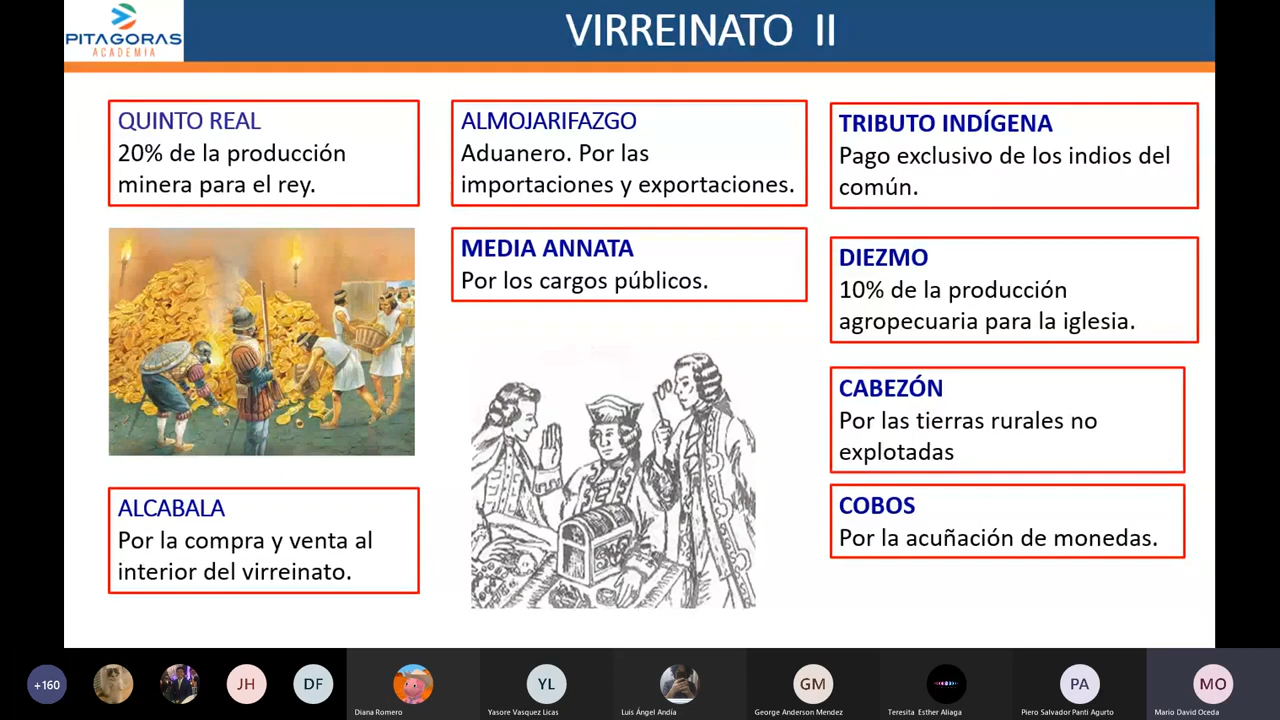 PITAGORAS
ACADEMIA
VIRREINATO II
QUINTO REAL
20% de la producción
minera para el rey.
ALCABALA
Por la compra y venta al
interior del virreinato.
ALMOJARIFAZGO
Aduanero. Por las
importaciones y exportaciones.
MEDIA ANNATA
Por los cargos públicos.
TRIBUTO INDÍGENA
Pago exclusivo de los indios del
común.
DIEZMO
10% de la producción
agropecuaria para la iglesia.
CABEZÓN
Por las tierras rurales no
explotadas
COBOS
Por la acuñación de monedas.
+160
JH
DF
Diana Romero
YL
Yasore Vasquez Licas
Luis Ángel Andía
GM
George Anderson Mendez
Teresita Esther Aliaga
PA
Piero Salvador Panti Agurto
MO
Mario David Oceda